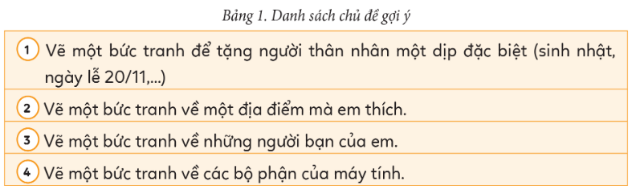 Bảng 1. Danh sách chủ đề gợi ý
1 Vẽ một bức tranh để tặng người thân nhân một dịp đặc biệt (sinh nhật,
ngày lễ 20/11,...)
2 Vẽ một bức tranh về một địa điểm mà em thích.
3 Vẽ một bức tranh về những người bạn của em.
4 Vẽ một bức tranh về các bộ phận của máy tính.